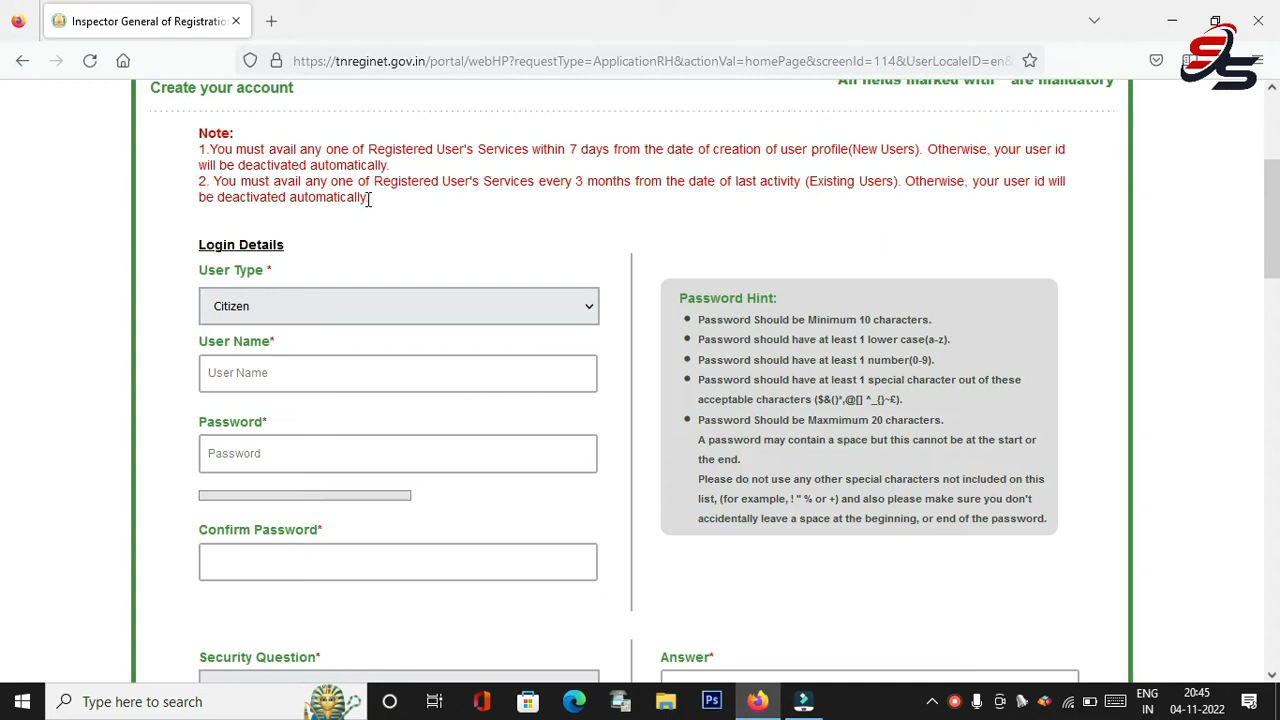 Inspector General of Registratio
https://tnreginet.gov.in/portal/webHP?requestType=ApplicationRH&actionVal=homePage&screenId=114&UserLocaleID=en&
SS
Create your account
All fields marked with * are mandatory
Note:
1.You must avail any one of Registered User's Services within 7 days from the date of creation of user profile(New Users). Otherwise, your user id
will be deactivated automatically.
2. You must avail any one of Registered User's Services every 3 months from the date of last activity (Existing Users). Otherwise, your user id will
be deactivated automatically.
Login Details
User Type *
Citizen
User Name*
User Name
Password*
Password
Confirm Password*
Password Hint:
Password Should be Minimum 10 characters.
Password should have at least 1 lower case(a-z).
Password should have at least 1 number(0-9).
Password should have at least 1 special character out of these
acceptable characters ($&()*,@[] ^_{}~£).
Password Should be Maxmimum 20 characters.
A password may contain a space but this cannot be at the start or
the end.
Please do not use any other special characters not included on this
list, (for example, ! " % or +) and also please make sure you don't
accidentally leave a space at the beginning, or end of the password.
Security Question*
Answer*
Type here to search
Ps
ENG
IN
20:45
04-11-2022